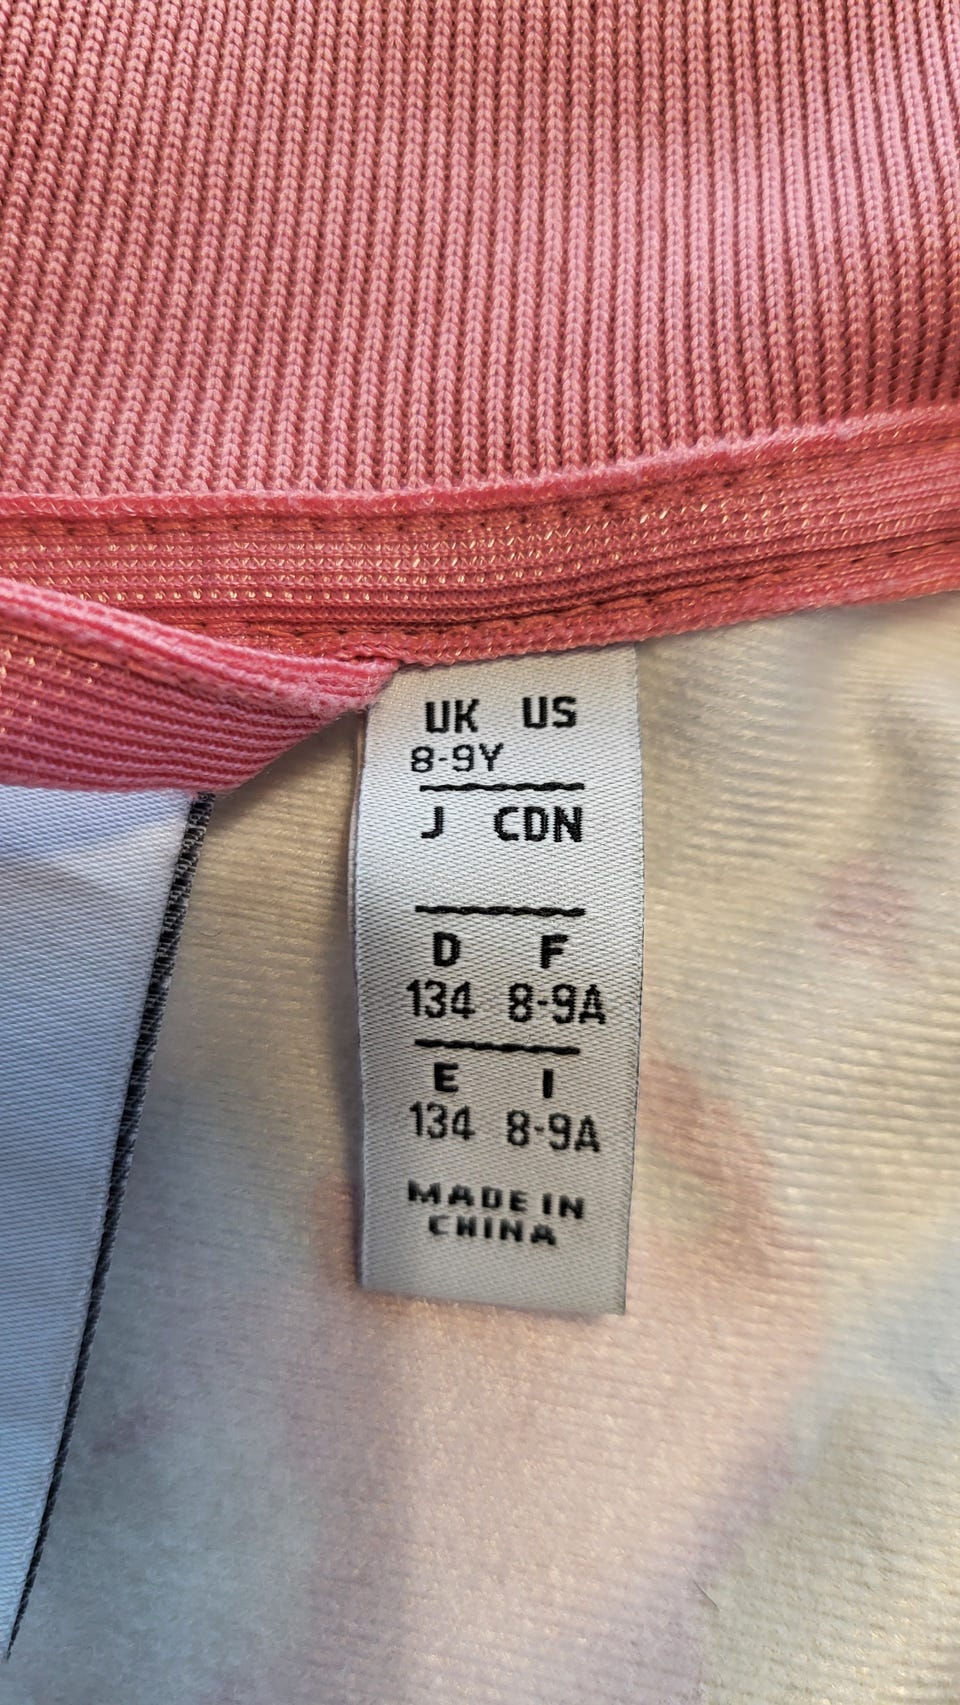 UK US
8-9Y
J CDN
D F
134 8-9A
E I
134 8-9A
MADE IN
CHINA